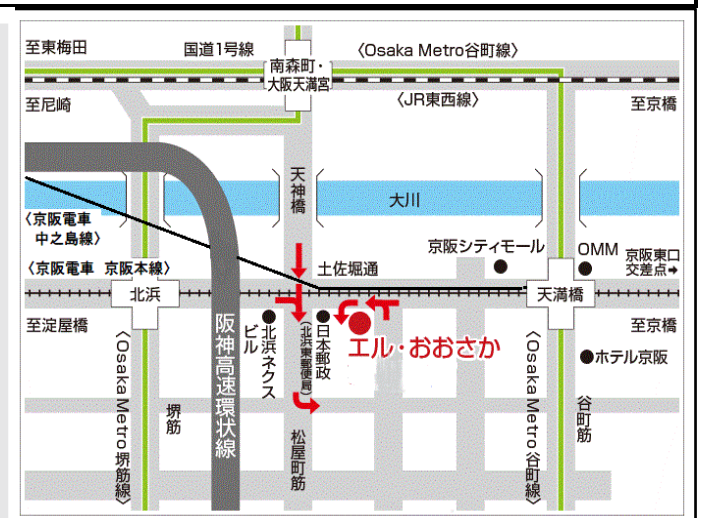 至東梅田
国道1号線
〈Osaka Metro谷町線〉
南森町・
大阪天満宮
〈JR東西線〉
至尼崎
至京橋
天神橋
大川
〈京阪電車
中之島線〉
京阪シティモール
OMM
京阪東口
交差点➡
〈京阪電車 京阪本線〉
土佐堀通
北浜
天満橋
至淀屋橋
至京橋
阪神高速環状線
北浜ネクス
ビル
(北浜東郵便局)
日本郵政
エル・おおさか
ホテル京阪
〈Osaka Metro 堺筋線〉
堺筋
松屋町筋
〈Osaka Metro谷町線〉
谷町筋